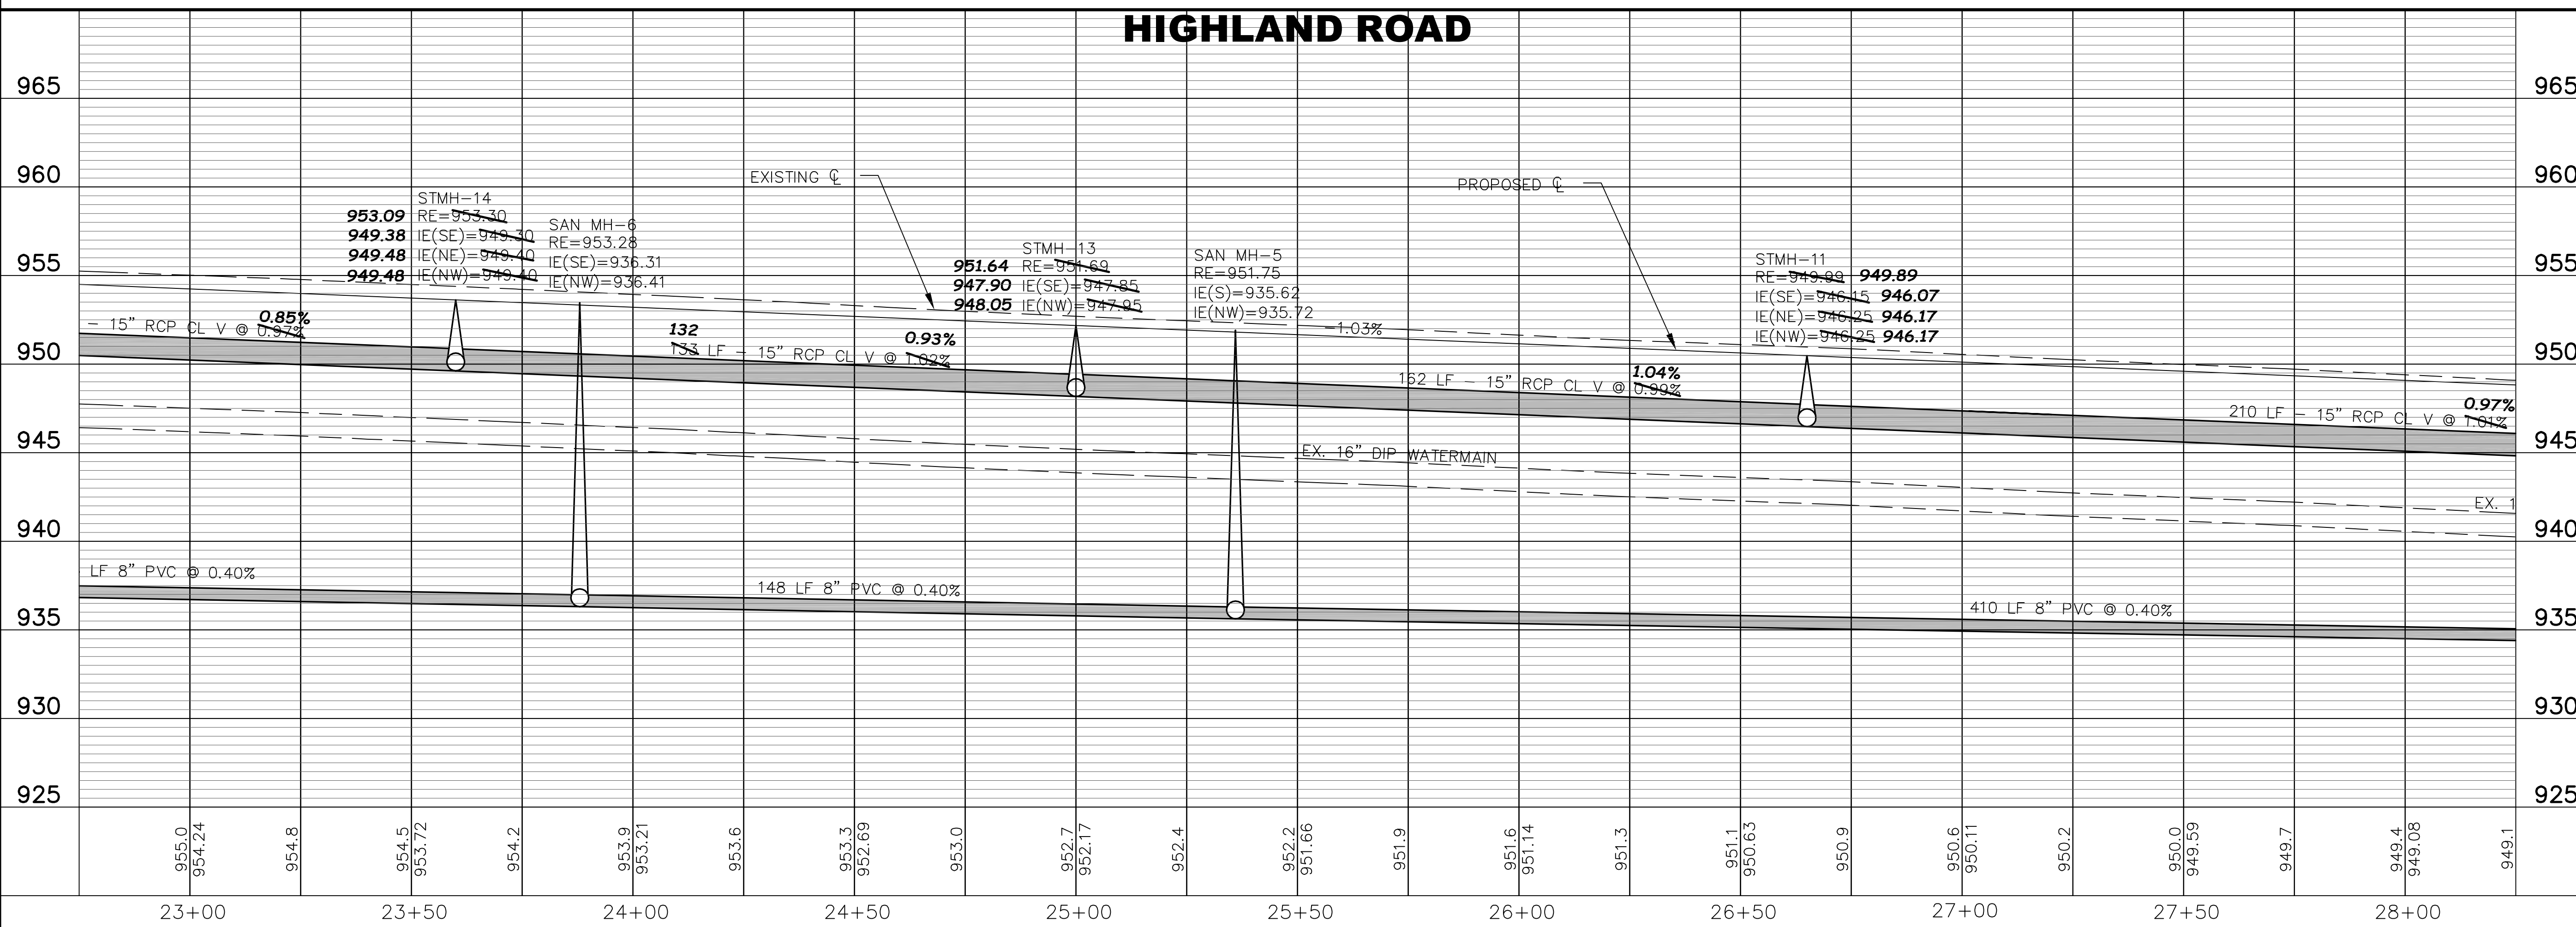 HIGHLAND ROAD
965 965
960 960
955 955
950 950
945 945
940 940
935 935
930 930
925 925
EXISTING ℄
PROPOSED ℄
STMH-14
953.09 RE=953.30
949.38 IE(SE)=949.30
949.48 IE(NE)=949.40
949.48 IE(NW)=949.40
SAN MH-6
RE=953.28
IE(SE)=936.31
IE(NW)=936.41
STMH-13
951.64 RE=951.69
947.90 IE(SE)=947.85
948.05 IE(NW)=947.95
SAN MH-5
RE=951.75
IE(S)=935.62
IE(NW)=935.72
STMH-11
RE=949.99 949.89
IE(SE)=946.15 946.07
IE(NE)=946.25 946.17
IE(NW)=946.25 946.17
-1.03%
0.85%
- 15" RCP CL V @ 0.97%
132 0.93%
133 LF - 15" RCP CL V @ 1.02%
1.04%
162 LF - 15" RCP CL V @ 0.99%
0.97%
210 LF - 15" RCP CL V @ 1.01%
EX. 16" DIP WATERMAIN
EX. 1
LF 8" PVC @ 0.40%
148 LF 8" PVC @ 0.40%
410 LF 8" PVC @ 0.40%
955.0
954.24
954.8
954.5
953.72
954.2
953.9
953.21
953.6
953.3
952.69
953.0
952.7
952.17
952.4
952.2
951.66
951.9
951.6
951.14
951.3
951.1
950.63
950.9
950.6
950.11
950.2
950.0
949.59
949.7
949.4
949.08
949.1
23+00 23+50 24+00 24+50 25+00 25+50 26+00 26+50 27+00 27+50 28+00